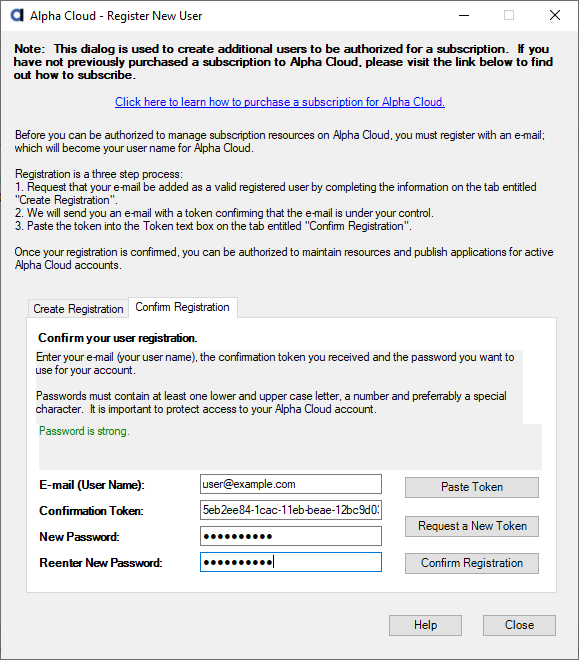 Alpha Cloud - Register New User
Note:  This dialog is used to create additional users to be authorized for a subscription.  If you
have not previously purchased a subscription to Alpha Cloud, please visit the link below to find
out how to subscribe.
Click here to learn how to purchase a subscription for Alpha Cloud.
Before you can be authorized to manage subscription resources on Alpha Cloud, you must register with an e-mail;
which will become your user name for Alpha Cloud.
Registration is a three step process:
1. Request that your e-mail be added as a valid registered user by completing the information on the tab entitled
"Create Registration".
2. We will send you an e-mail with a token confirming that the e-mail is under your control.
3. Paste the token into the Token text box on the tab entitled "Confirm Registration".
Once your registration is confirmed, you can be authorized to maintain resources and publish applications for active
Alpha Cloud accounts.
Create Registration Confirm Registration
Confirm your user registration.
Enter your e-mail (your user name), the confirmation token you received and the password you want to
use for your account.
Passwords must contain at least one lower and upper case letter, a number and preferrably a special
character.  It is important to protect access to your Alpha Cloud account.
Password is strong.
E-mail (User Name): user@example.com Paste Token
Confirmation Token: 5eb2ee84-1cac-11eb-beae-12bc9d0
New Password: ●●●●●●●●●● Request a New Token
Reenter New Password: ●●●●●●●●●● Confirm Registration
Help Close